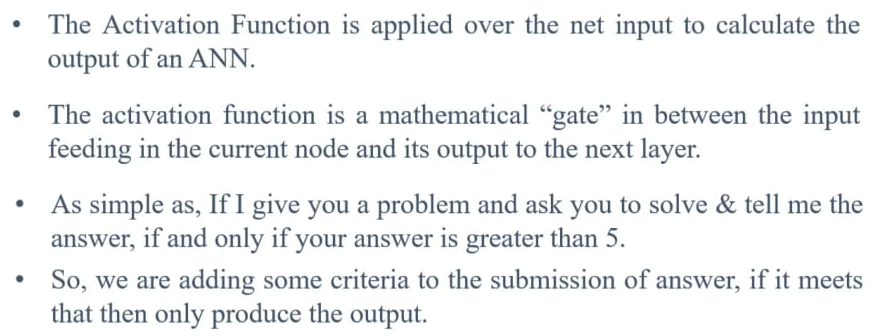 • The Activation Function is applied over the net input to calculate the
output of an ANN.
• The activation function is a mathematical “gate” in between the input
feeding in the current node and its output to the next layer.
• As simple as, If I give you a problem and ask you to solve & tell me the
answer, if and only if your answer is greater than 5.
• So, we are adding some criteria to the submission of answer, if it meets
that then only produce the output.